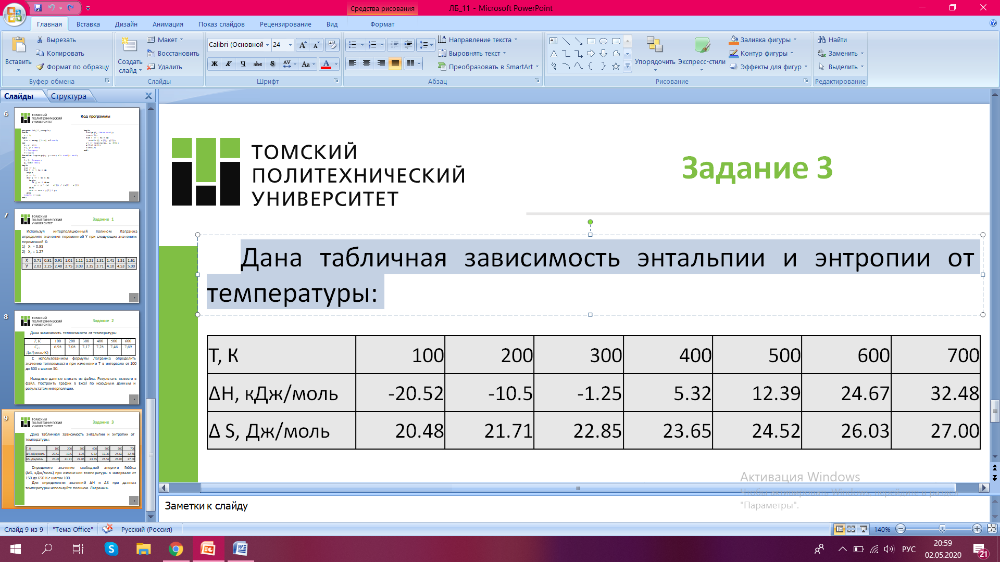 Средства рисования
ЛБ_11 - Microsoft PowerPoint
Главная Вставка Дизайн Анимация Показ слайдов Рецензирование Вид Формат
Вставить
Вырезать
Копировать
Формат по образцу
Буфер обмена
Создать слайд
Макет
Восстановить
Удалить
Слайды
Calibri (Основной 24
Шрифт
Направление текста
Выровнять текст
Преобразовать в SmartArt
Абзац
Упорядочить
Экспресс-стили
Заливка фигуры
Контур фигуры
Эффекты для фигур
Рисование
Найти
Заменить
Выделить
Редактирование
Слайды Структура
6
ТОМСКИЙ
ПОЛИТЕХНИЧЕСКИЙ
УНИВЕРСИТЕТ
Код программы
7
ТОМСКИЙ
ПОЛИТЕХНИЧЕСКИЙ
УНИВЕРСИТЕТ
Задание 1
Используя интерполяционный полином Лагранжа
определите значения переменной Y при следующих значениях
переменной X:
1) X₁ = 0.85
2) X₂ = 1.27
X 0.71 0.81 0.91 1.01 1.11 1.21 1.31 1.41 1.51 1.61
У 2.03 2.25 2.48 2.75 3.03 3.35 3.71 4.10 4.53 5.00
8
ТОМСКИЙ
ПОЛИТЕХНИЧЕСКИЙ
УНИВЕРСИТЕТ
Задание 2
Дана зависимость теплоемкости от температуры:
T, К 100 200 300 400 500 600
Cp, Дж/(моль·К) 6,95 7,05 7,17 7,25 7,46 7,69
С использованием формулы Лагранжа определить
значение теплоемкости при изменении Т в интервале от 100
до 600 с шагом 50.
Исходные данные считать из файла. Результаты вывести в
файл. Построить график в Excel по исходным данным и
результатам интерполяции.
9
ТОМСКИЙ
ПОЛИТЕХНИЧЕСКИЙ
УНИВЕРСИТЕТ
Задание 3
Дана табличная зависимость энтальпии и энтропии от
температуры:
Т, К 100 200 300 400 500 600 700
ΔН, кДж/моль -20.52 -10.5 -1.25 5.32 12.39 24.67 32.48
Δ S, Дж/моль 20.48 21.71 22.85 23.65 24.52 26.03 27.00
Определите значение свободной энергии Гиббса
(ΔG, кДж/моль) при изменении температуры в интервале от
150 до 650 К с шагом 100.
Для определения значений ΔН и ΔS при данных
температурах используйте полином Лагранжа.
ТОМСКИЙ
ПОЛИТЕХНИЧЕСКИЙ
УНИВЕРСИТЕТ
Задание 3
Дана табличная зависимость энтальпии и энтропии от
температуры:
Т, К 100 200 300 400 500 600 700
ΔН, кДж/моль -20.52 -10.5 -1.25 5.32 12.39 24.67 32.48
Δ S, Дж/моль 20.48 21.71 22.85 23.65 24.52 26.03 27.00
Активация Windows
Чтобы активировать Windows, перейдите в раздел
"Параметры".
Заметки к слайду
Слайд 9 из 9 "Тема Office" Русский (Россия) 140%
РУС
20:59
02.05.2020
21